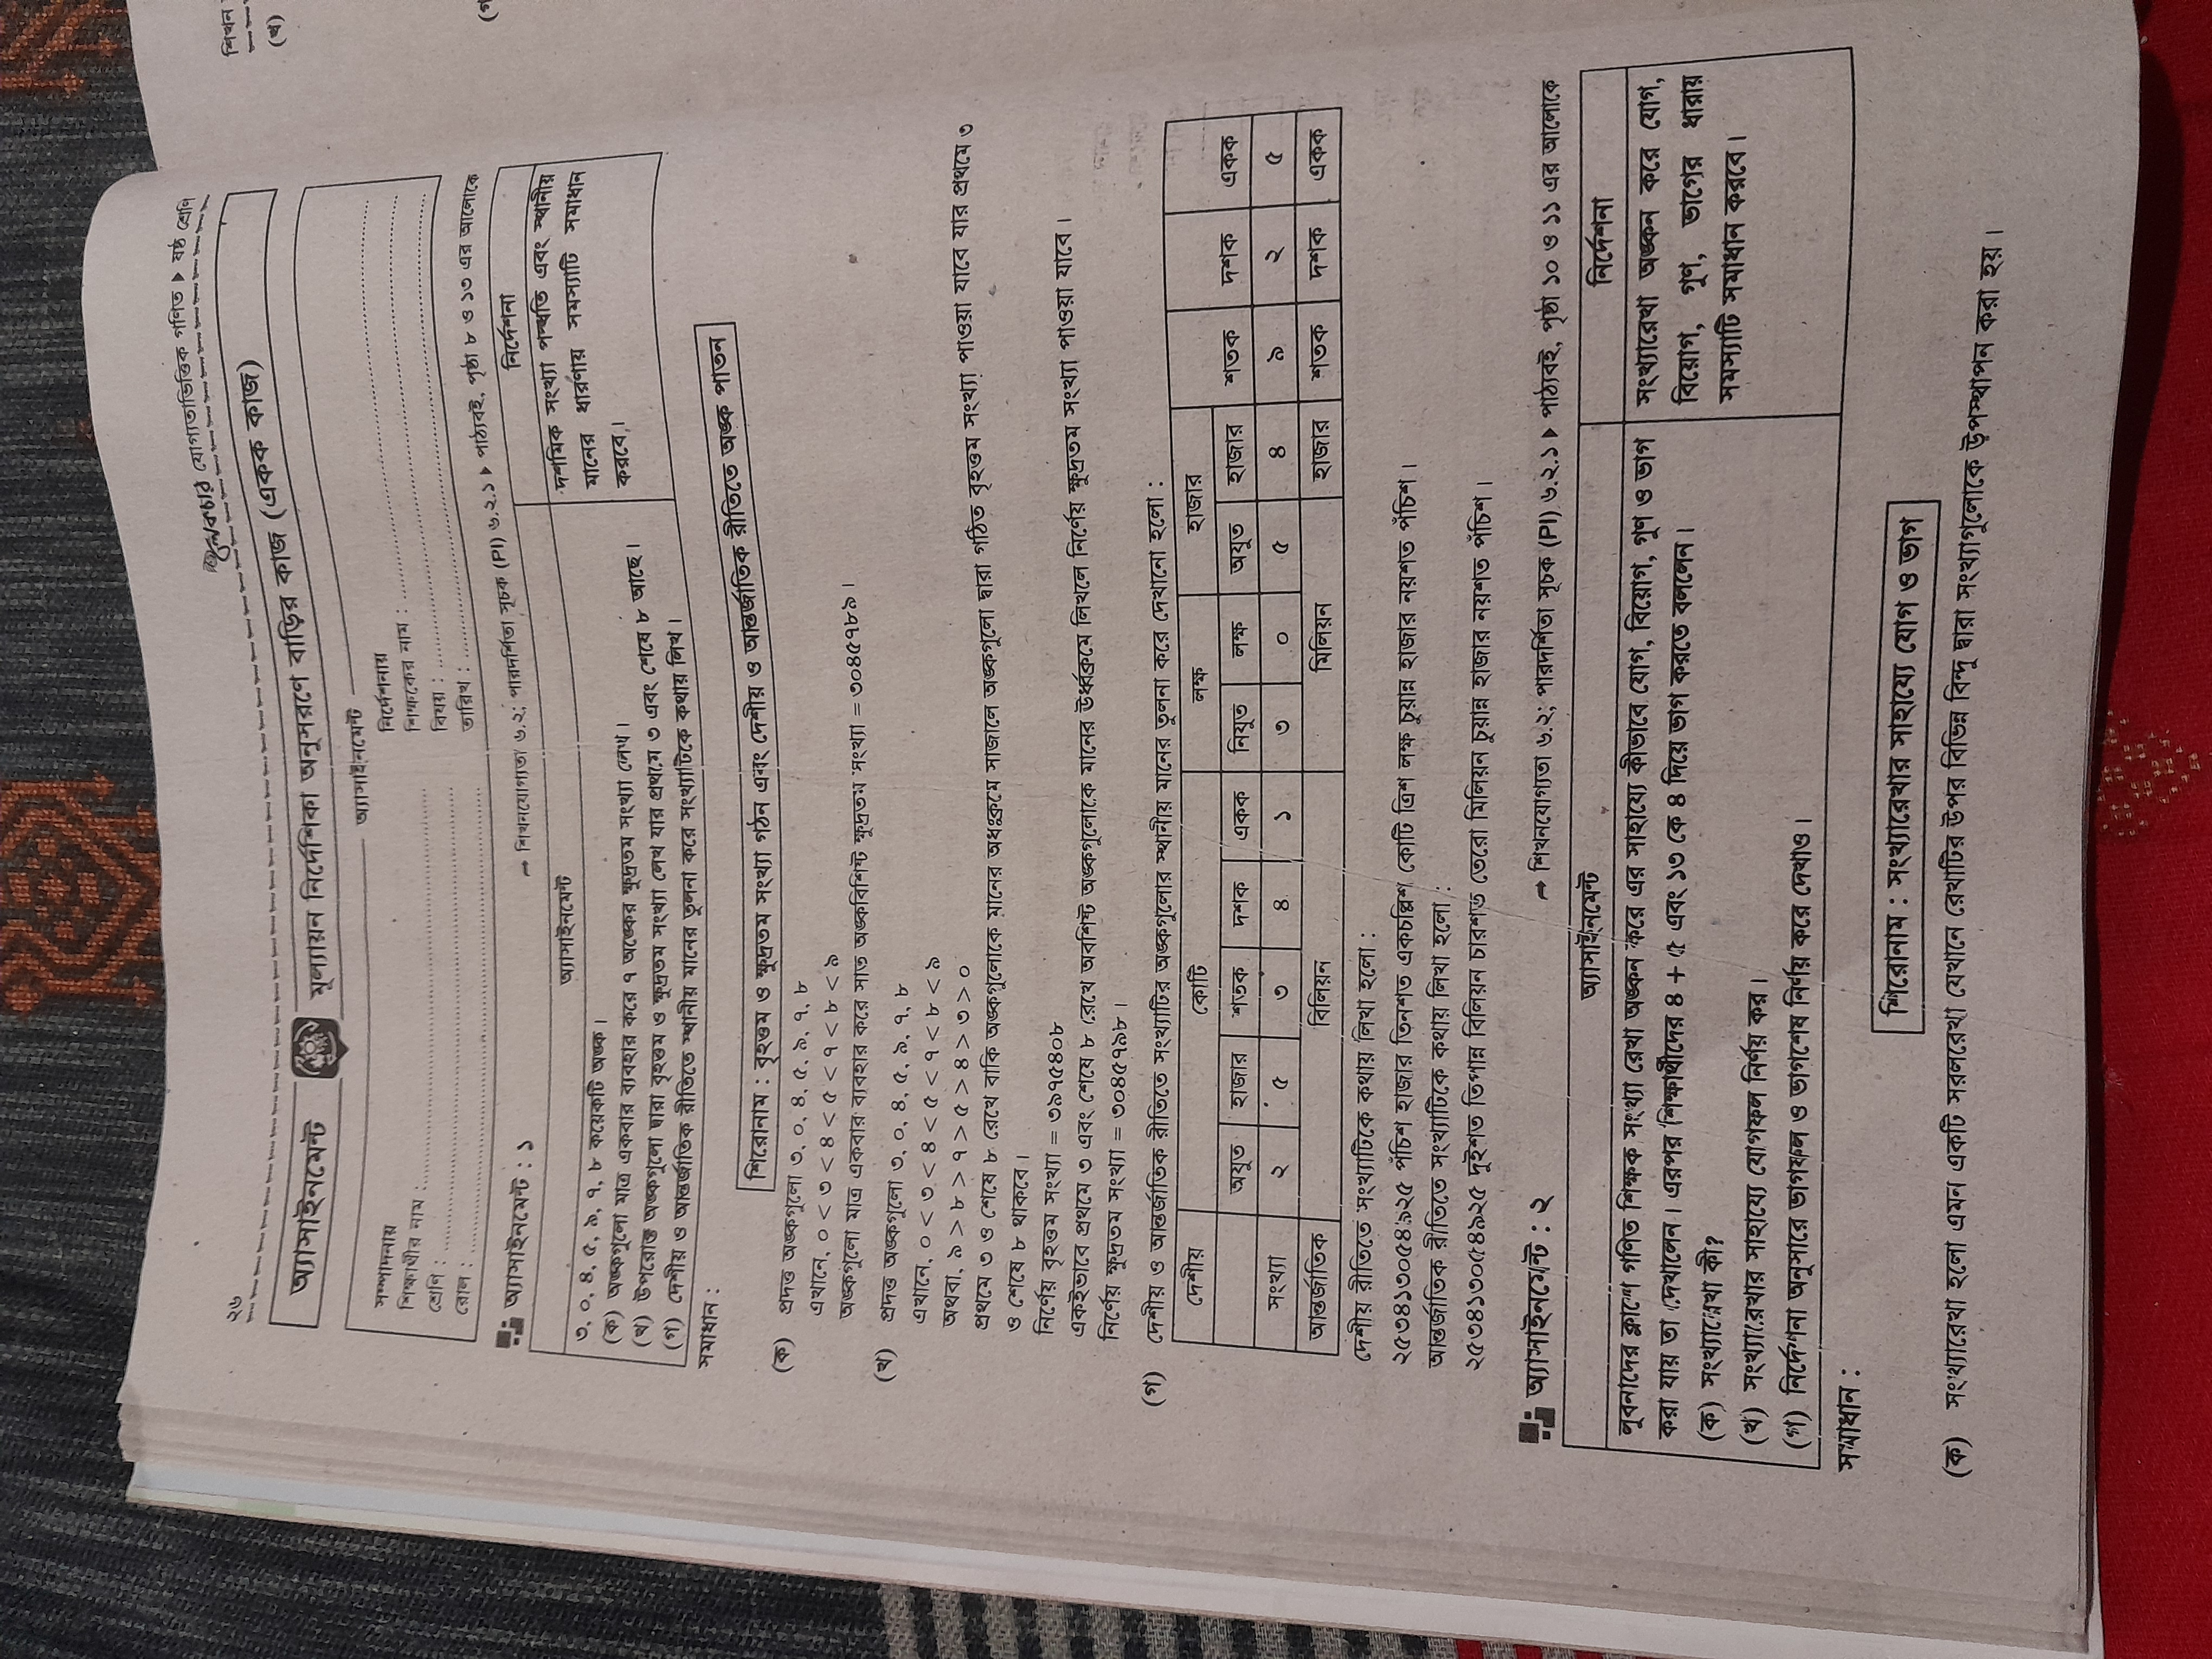 লেকচার যোগ্যতাভিত্তিক গণিত ▶ ষষ্ঠ শ্রেণি
২৬
অ্যাসাইনমেন্ট মূল্যায়ন নির্দেশিকা অনুসরণে বাড়ির কাজ (একক কাজ)
অ্যাসাইনমেন্ট
সম্পাদনায়
শিক্ষার্থীর নাম :
শ্রেণি :
রোল :
নির্দেশনায়
শিক্ষকের নাম :
বিষয় :
তারিখ :
অ্যাসাইনমেন্ট : ১
➡ শিখনযোগ্যতা ৬.২; পারদর্শিতা সূচক (PI) ৬.২.১ ▶ পাঠ্যবই, পৃষ্ঠা ৮ ও ১৩ এর আলোকে
অ্যাসাইনমেন্ট
৩, ০, ৪, ৫, ৯, ৭, ৮ কয়েকটি অঙ্ক।
(ক) অঙ্কগুলো মাত্র একবার ব্যবহার করে ৭ অঙ্কের ক্ষুদ্রতম সংখ্যা লেখ।
(খ) উপরোক্ত অঙ্কগুলো দ্বারা বৃহত্তম ও ক্ষুদ্রতম সংখ্যা লেখ যার প্রথমে ৩ এবং শেষে ৮ আছে।
(গ) দেশীয় ও আন্তর্জাতিক রীতিতে স্থানীয় মানের তুলনা করে সংখ্যাটিকে কথায় লিখ।
নির্দেশনা
দশমিক সংখ্যা পদ্ধতি এবং স্থানীয়
মানের ধারণায় সমস্যাটি সমাধান
করবে।
সমাধান :
শিরোনাম : বৃহত্তম ও ক্ষুদ্রতম সংখ্যা গঠন এবং দেশীয় ও আন্তর্জাতিক রীতিতে অঙ্ক পাতন
(ক) প্রদত্ত অঙ্কগুলো ৩, ০, ৪, ৫, ৯, ৭, ৮
এখানে, ০ < ৩ < ৪ < ৫ < ৭ < ৮ < ৯
অঙ্কগুলো মাত্র একবার ব্যবহার করে সাত অঙ্কবিশিষ্ট ক্ষুদ্রতম সংখ্যা = ৩০৪৫৭৮৯।
(খ) প্রদত্ত অঙ্কগুলো ৩, ০, ৪, ৫, ৯, ৭, ৮
এখানে, ০ < ৩ < ৪ < ৫ < ৭ < ৮ < ৯
অথবা, ৯ > ৮ > ৭ > ৫ > ৪ > ৩ > ০
প্রথমে ৩ ও শেষে ৮ রেখে বাকি অঙ্কগুলোকে মানের অধঃক্রমে সাজালে অঙ্কগুলো দ্বারা গঠিত বৃহত্তম সংখ্যা পাওয়া যাবে যার প্রথমে ৩
ও শেষে ৮ থাকবে।
নির্ণেয় বৃহত্তম সংখ্যা = ৩৯৭৫৪০৮
একইভাবে প্রথমে ৩ এবং শেষে ৮ রেখে অবশিষ্ট অঙ্কগুলোকে মানের ঊর্ধ্বক্রমে লিখলে নির্ণেয় ক্ষুদ্রতম সংখ্যা পাওয়া যাবে।
নির্ণেয় ক্ষুদ্রতম সংখ্যা = ৩০৪৫৭৯৮।
(গ) দেশীয় ও আন্তর্জাতিক রীতিতে সংখ্যাটির অঙ্কগুলোর স্থানীয় মানের তুলনা করে দেখানো হলো :
দেশীয় কোটি লক্ষ হাজার
অযুত হাজার শতক দশক একক নিযুত লক্ষ অযুত হাজার শতক দশক একক
সংখ্যা ২ ৫ ৩ ৪ ১ ৩ ০ ৫ ৪ ৯ ২ ৫
আন্তর্জাতিক বিলিয়ন মিলিয়ন হাজার শতক দশক একক
দেশীয় রীতিতে সংখ্যাটিকে কথায় লিখা হলো :
২৫৩৪১৩০৫৪৯২৫ পঁচিশ হাজার তিনশত একচল্লিশ কোটি ত্রিশ লক্ষ চুয়ান্ন হাজার নয়শত পঁচিশ।
আন্তর্জাতিক রীতিতে সংখ্যাটিকে কথায় লিখা হলো :
২৫৩৪১৩০৫৪৯২৫ দুইশত তিপান্ন বিলিয়ন চারশত তেরো মিলিয়ন চুয়ান্ন হাজার নয়শত পঁচিশ।
অ্যাসাইনমেন্ট : ২
➡ শিখনযোগ্যতা ৬.২; পারদর্শিতা সূচক (PI) ৬.২.১ ▶ পাঠ্যবই, পৃষ্ঠা ১০ ও ১১ এর আলোকে
অ্যাসাইনমেন্ট
লুবনাদের ক্লাশে গণিত শিক্ষক সংখ্যা রেখা অঙ্কন করে এর সাহায্যে কীভাবে যোগ, বিয়োগ, গুণ ও ভাগ
করা যায় তা দেখালেন। এরপর শিক্ষার্থীদের ৪ + ৫ এবং ১৩ কে ৪ দিয়ে ভাগ করতে বললেন।
(ক) সংখ্যারেখা কী?
(খ) সংখ্যারেখার সাহায্যে যোগফল নির্ণয় কর।
(গ) নির্দেশনা অনুসারে ভাগফল ও ভাগশেষ নির্ণয় করে দেখাও।
নির্দেশনা
সংখ্যারেখা অঙ্কন করে যোগ,
বিয়োগ, গুণ, ভাগের ধারায়
সমস্যাটি সমাধান করবে।
সমাধান :
শিরোনাম : সংখ্যারেখার সাহায্যে যোগ ও ভাগ
(ক) সংখ্যারেখা হলো এমন একটি সরলরেখা যেখানে রেখাটির উপর বিভিন্ন বিন্দু দ্বারা সংখ্যাগুলোকে উপস্থাপন করা হয়।
শিখন
(খ)
(গ